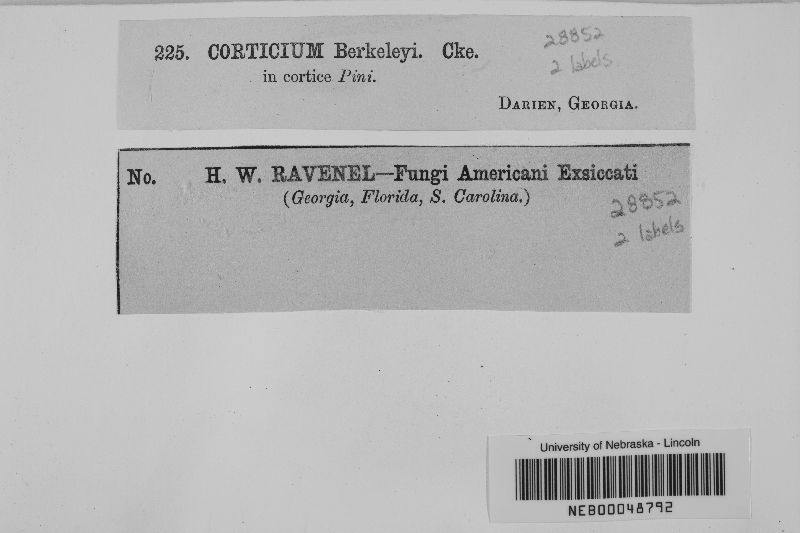 225. CORTICIUM Berkeleyi. Cke.
in cortice Pini.
DARIEN, GEORGIA.
28852
2 labels
No. H. W. RAVENEL—Fungi Americani Exsiccati
(Georgia, Florida, S. Carolina.)
28852
2 labels
University of Nebraska - Lincoln
NEB00048792